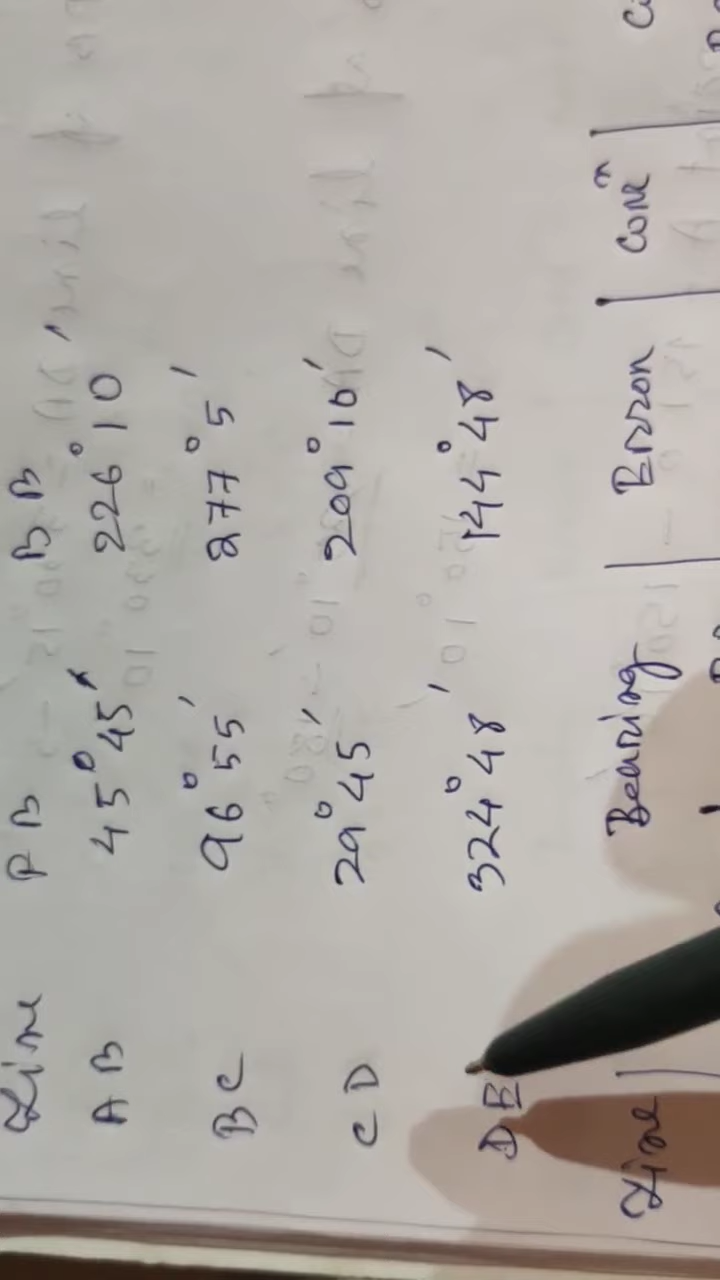 Line FB BB
AB 45°45' 226°10'
BC 96°55' 277°5'
CD 29°45' 209°10'
DE 324°48' 144°48'
Line Bearing Error